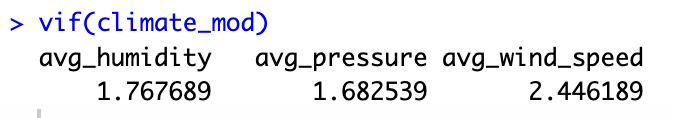 > vif(climate_mod)
avg_humidity avg_pressure avg_wind_speed
1.767689 1.682539 2.446189